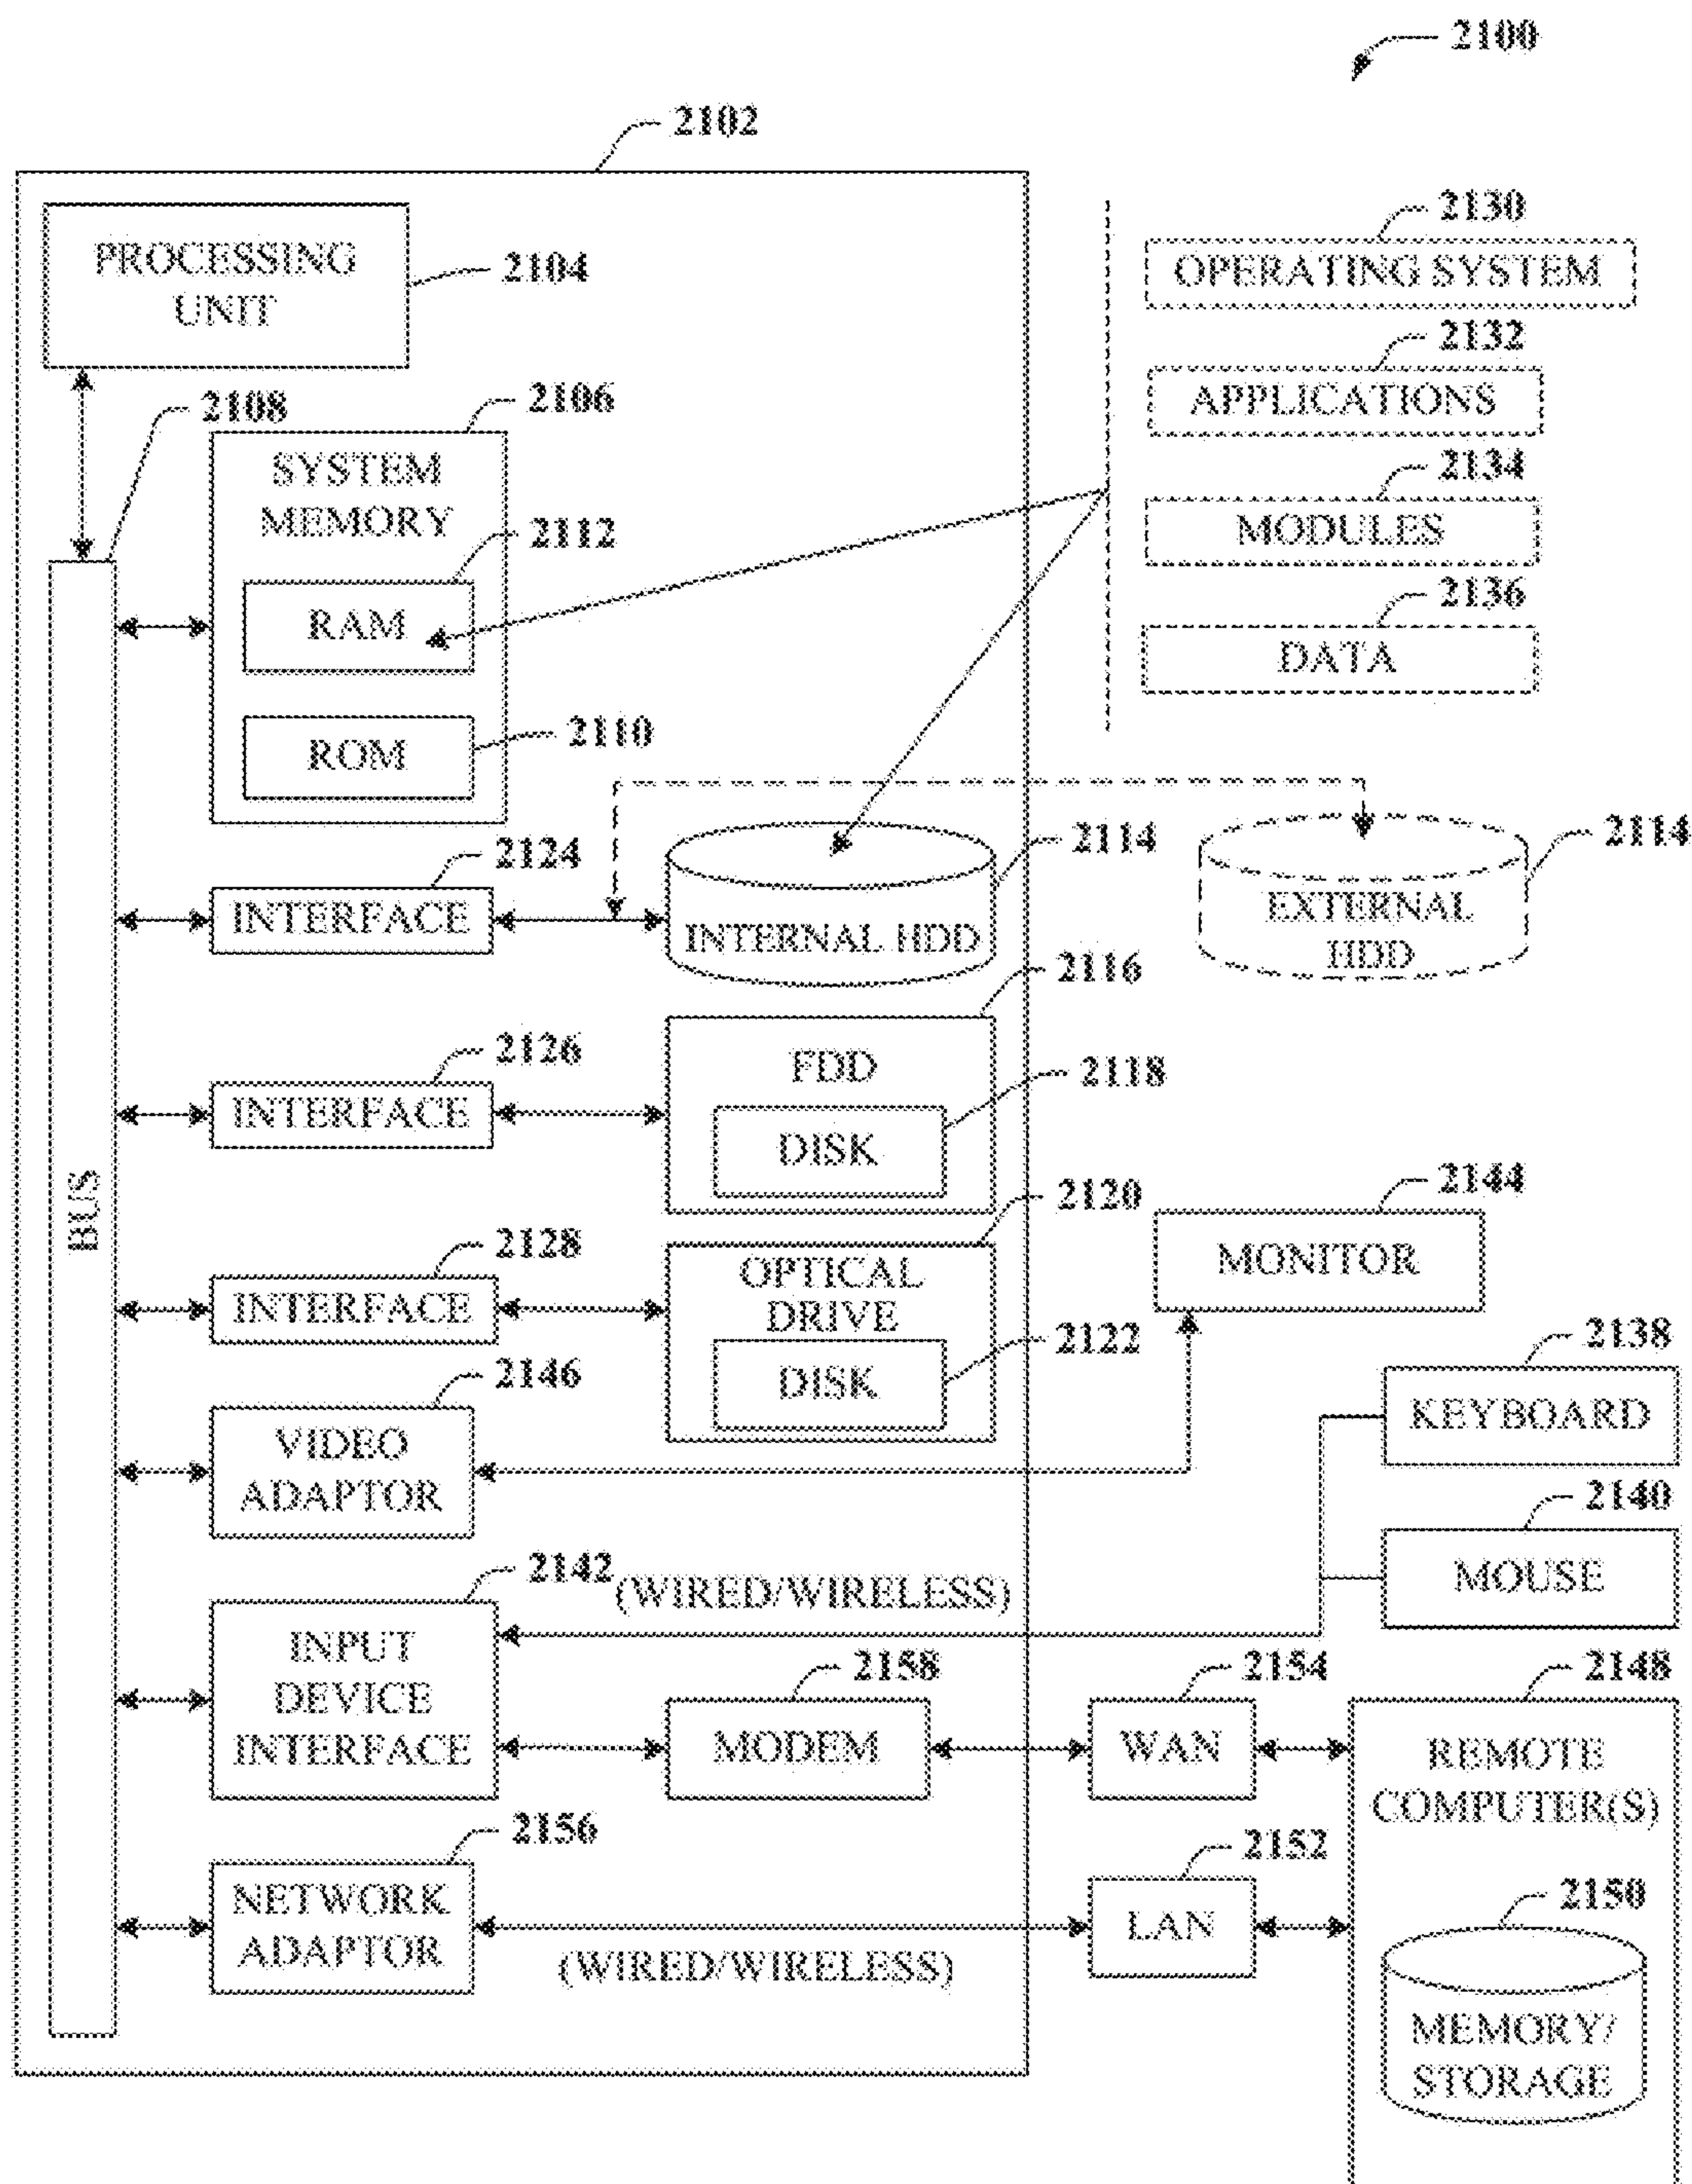 2100
2102
PROCESSING
UNIT
2104
2130
OPERATING SYSTEM
2132
APPLICATIONS
2134
MODULES
2136
DATA
2108
2106
SYSTEM
MEMORY
2112
RAM
2110
ROM
BUS
2124
INTERFACE
2114
INTERNAL HDD
2114
EXTERNAL
HDD
2126
INTERFACE
2116
FDD
2118
DISK
2128
INTERFACE
2120
OPTICAL
DRIVE
2122
DISK
2144
MONITOR
2146
VIDEO
ADAPTOR
2138
KEYBOARD
2140
MOUSE
2142
(WIRED/WIRELESS)
INPUT
DEVICE
INTERFACE
2158
MODEM
2154
WAN
2148
REMOTE
COMPUTER(S)
2156
NETWORK
ADAPTOR
(WIRED/WIRELESS)
2152
LAN
2150
MEMORY/
STORAGE